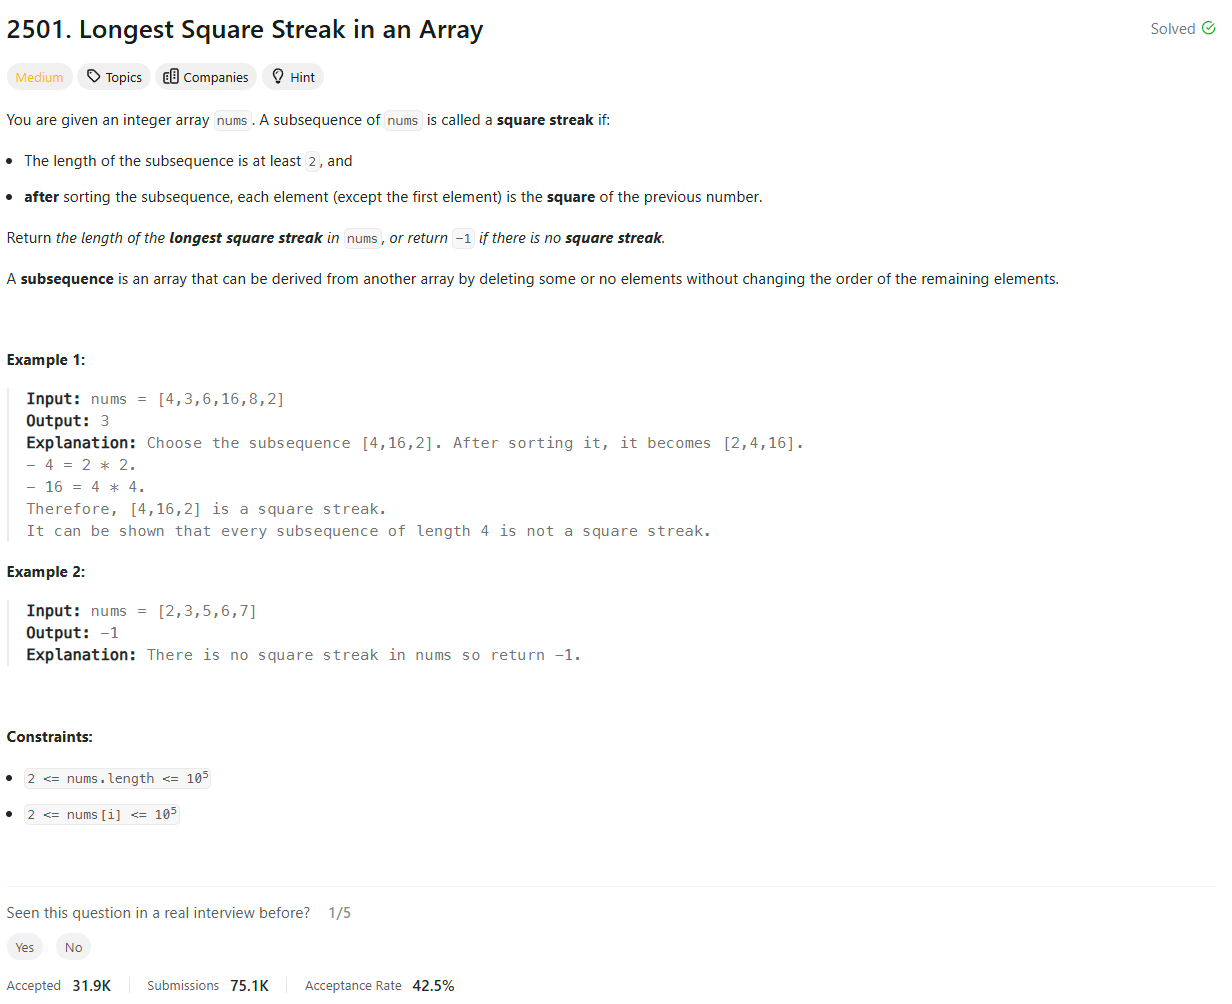 2501. Longest Square Streak in an Array
Solved
Medium Topics Companies Hint
You are given an integer array nums. A subsequence of nums is called a square streak if:
• The length of the subsequence is at least 2, and
• after sorting the subsequence, each element (except the first element) is the square of the previous number.
Return the length of the longest square streak in nums, or return -1 if there is no square streak.
A subsequence is an array that can be derived from another array by deleting some or no elements without changing the order of the remaining elements.
Example 1:
Input: nums = [4,3,6,16,8,2]
Output: 3
Explanation: Choose the subsequence [4,16,2]. After sorting it, it becomes [2,4,16].
- 4 = 2 * 2.
- 16 = 4 * 4.
Therefore, [4,16,2] is a square streak.
It can be shown that every subsequence of length 4 is not a square streak.
Example 2:
Input: nums = [2,3,5,6,7]
Output: -1
Explanation: There is no square streak in nums so return -1.
Constraints:
• 2 <= nums.length <= 10⁵
• 2 <= nums[i] <= 10⁵
Seen this question in a real interview before? 1/5
Yes No
Accepted 31.9K Submissions 75.1K Acceptance Rate 42.5%